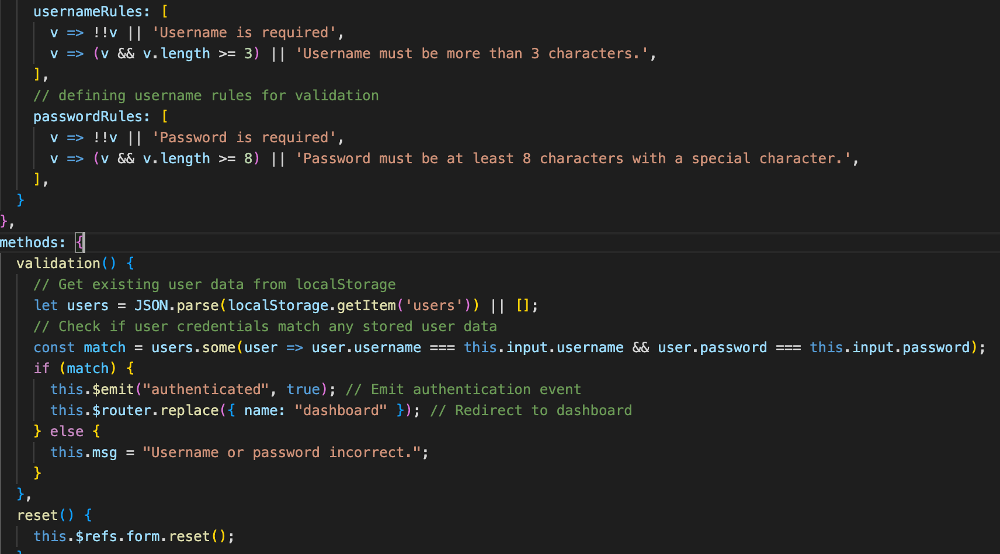 usernameRules: [
v => !!v || 'Username is required',
v => (v && v.length >= 3) || 'Username must be more than 3 characters.',
],
// defining username rules for validation
passwordRules: [
v => !!v || 'Password is required',
v => (v && v.length >= 8) || 'Password must be at least 8 characters with a special character.',
],
}
},
methods: {
validation() {
// Get existing user data from localStorage
let users = JSON.parse(localStorage.getItem('users')) || [];
// Check if user credentials match any stored user data
const match = users.some(user => user.username === this.input.username && user.password === this.input.password);
if (match) {
this.$emit("authenticated", true); // Emit authentication event
this.$router.replace({ name: "dashboard" }); // Redirect to dashboard
} else {
this.msg = "Username or password incorrect.";
}
},
reset() {
this.$refs.form.reset();